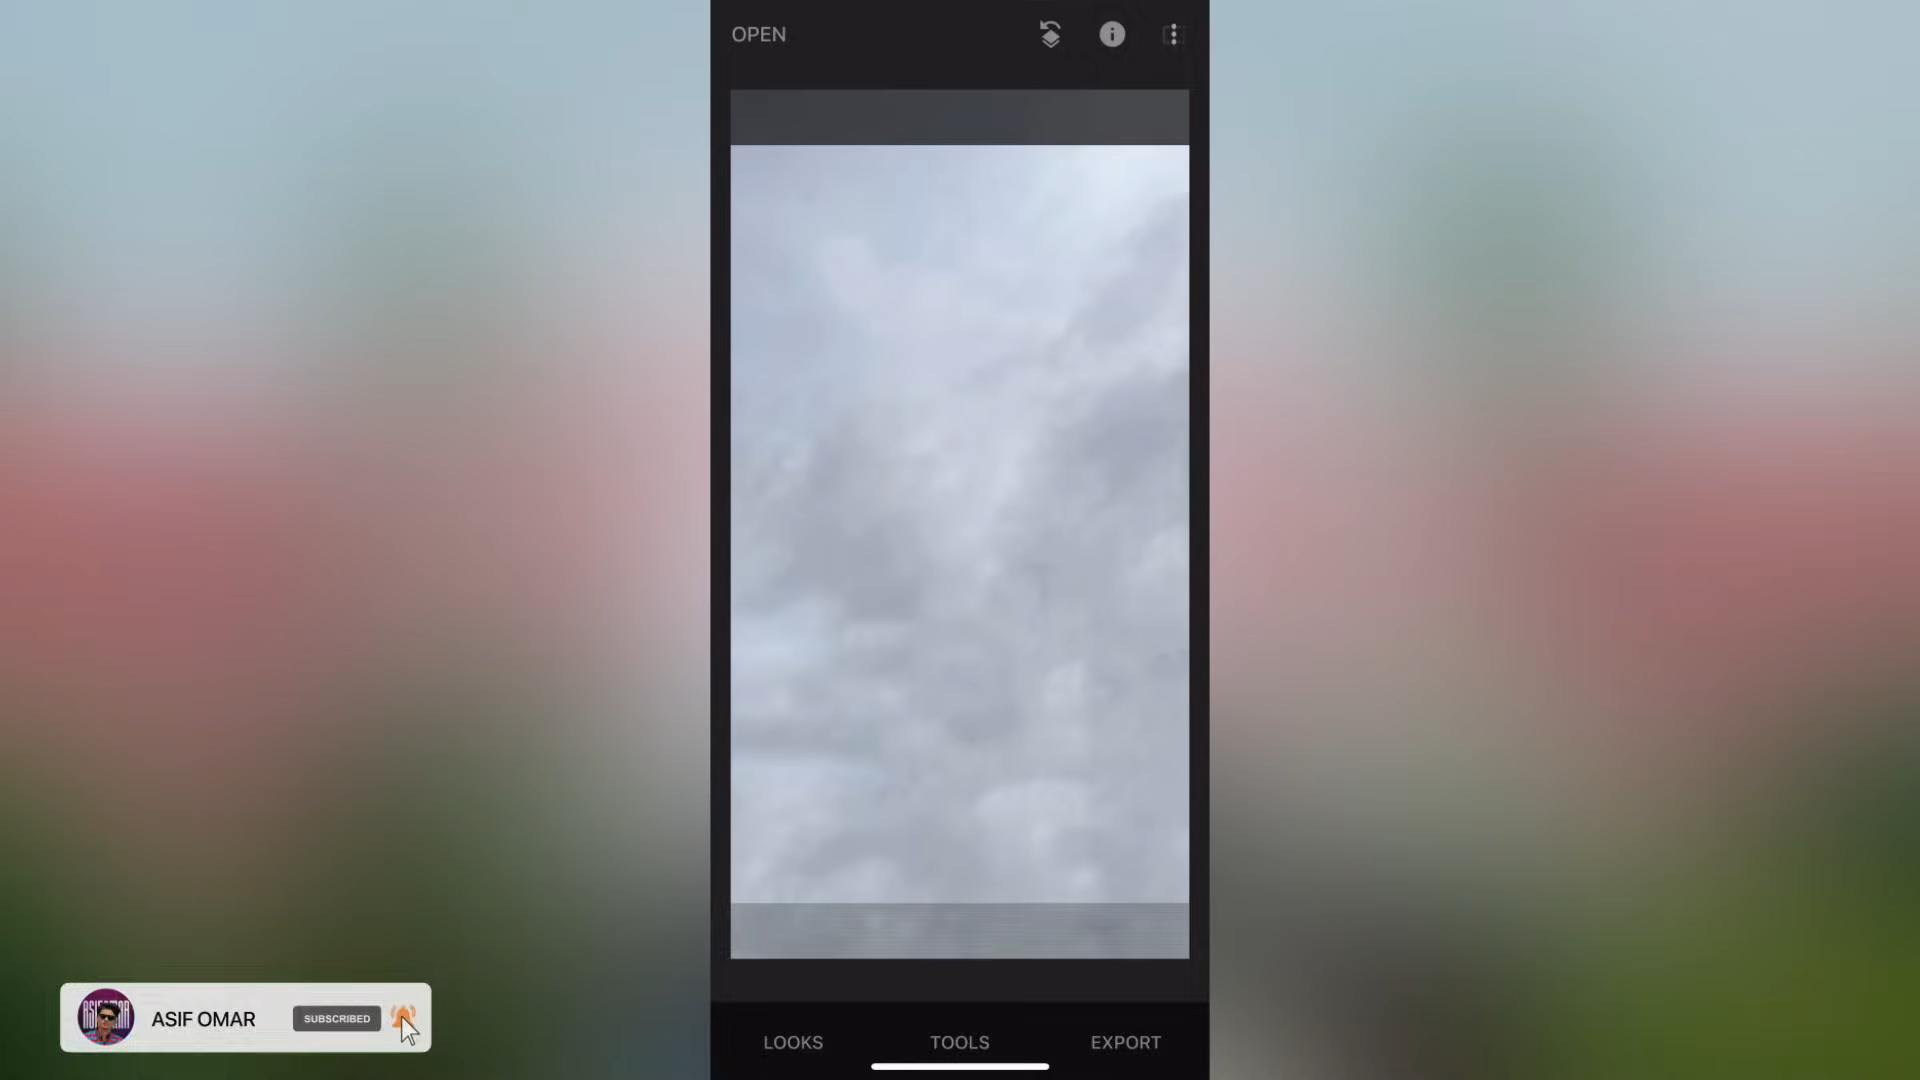 OPEN
LOOKS
TOOLS
EXPORT
ASIF OMAR
SUBSCRIBED